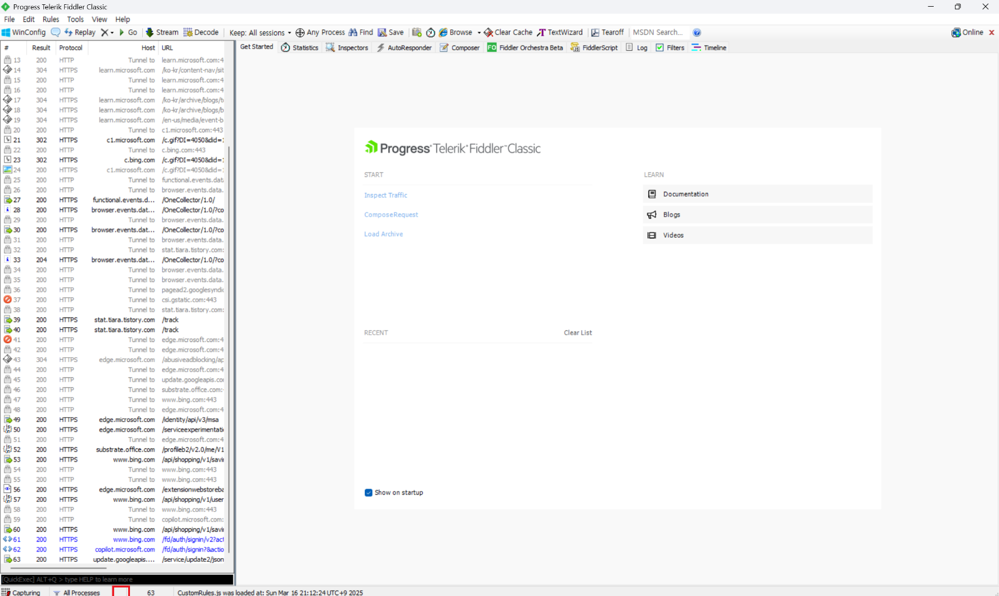 Progress Telerik Fiddler Classic
File Edit Rules Tools View Help
WinConfig Replay Go Stream Decode Keep: All sessions Any Process Find Save Browse Clear Cache TextWizard Tearoff MSDN Search... Online
# Result Protocol Host URL
Get Started Statistics Inspectors AutoResponder Composer FO Fiddler Orchestra Beta FiddlerScript Log Filters Timeline
13 200 HTTP Tunnel to learn.microsoft.com:4
14 304 HTTPS learn.microsoft.com /ko-kr/content-nav/sit
15 200 HTTP Tunnel to learn.microsoft.com:4
16 200 HTTP Tunnel to learn.microsoft.com:4
17 304 HTTPS learn.microsoft.com /ko-kr/archive/blogs/t
18 304 HTTPS learn.microsoft.com /ko-kr/archive/blogs/b
19 304 HTTPS learn.microsoft.com /en-us/media/event-b
20 200 HTTP Tunnel to c1.microsoft.com:443
21 302 HTTPS c1.microsoft.com /c.gif?DI=4050&did=1
22 200 HTTP Tunnel to c.bing.com:443
23 302 HTTPS c.bing.com /c.gif?DI=4050&did=1
24 200 HTTPS c1.microsoft.com /c.gif?DI=4050&did=1
25 200 HTTP Tunnel to functional.events.data
26 200 HTTP Tunnel to browser.events.data.
27 200 HTTPS functional.events.d... /OneCollector/1.0/
28 200 HTTPS browser.events.dat... /OneCollector/1.0/?co
29 200 HTTP Tunnel to browser.events.data.
30 200 HTTPS browser.events.dat... /OneCollector/1.0/?co
31 200 HTTP Tunnel to browser.events.data.
32 200 HTTP Tunnel to stat.tiara.tistory.com:
33 204 HTTPS browser.events.dat... /OneCollector/1.0/?co
34 200 HTTP Tunnel to browser.events.data.
35 200 HTTP Tunnel to browser.events.data.
36 200 HTTP Tunnel to pagead2.googlesyndic
37 200 HTTP Tunnel to csi.gstatic.com:443
38 200 HTTP Tunnel to stat.tiara.tistory.com:
39 200 HTTPS stat.tiara.tistory.com /track
40 200 HTTPS stat.tiara.tistory.com /track
41 200 HTTP Tunnel to edge.microsoft.com:4
42 200 HTTP Tunnel to edge.microsoft.com:4
43 304 HTTPS edge.microsoft.com /abusiveadblocking/ap
44 200 HTTP Tunnel to edge.microsoft.com:4
45 200 HTTP Tunnel to update.googleapis.co
46 200 HTTP Tunnel to substrate.office.com:
47 200 HTTP Tunnel to www.bing.com:443
48 200 HTTP Tunnel to edge.microsoft.com:4
49 200 HTTPS edge.microsoft.com /identity/api/v3/msa
50 200 HTTPS edge.microsoft.com /serviceexperimentati
51 200 HTTP Tunnel to edge.microsoft.com:4
52 200 HTTPS substrate.office.com /profileb2/v2.0/me/V1
53 200 HTTPS www.bing.com /api/shopping/v1/savi
54 200 HTTP Tunnel to www.bing.com:443
55 200 HTTP Tunnel to www.bing.com:443
56 200 HTTPS edge.microsoft.com /extensionwebstoreba
57 200 HTTPS www.bing.com /api/shopping/v1/user
58 200 HTTP Tunnel to www.bing.com:443
59 200 HTTP Tunnel to copilot.microsoft.com:
60 200 HTTPS www.bing.com /api/shopping/v1/savi
61 200 HTTPS www.bing.com /fd/auth/signin/v2?act
62 200 HTTPS copilot.microsoft.com /fd/auth/signin?&actio
63 200 HTTPS update.googleapis.... /service/update2/json
Progress Telerik Fiddler Classic
START
Inspect Traffic
ComposeRequest
Load Archive
LEARN
Documentation
Blogs
Videos
RECENT Clear List
Show on startup
[QuickExec] ALT+Q > type HELP to learn more
Capturing All Processes 63 CustomRules.js was loaded at: Sun Mar 16 21:12:24 UTC+9 2025